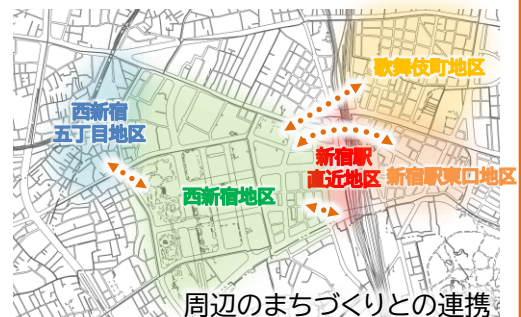 歌舞伎町地区
西新宿
五丁目地区
新宿駅
直近地区
新宿駅東口地区
西新宿地区
周辺のまちづくりとの連携